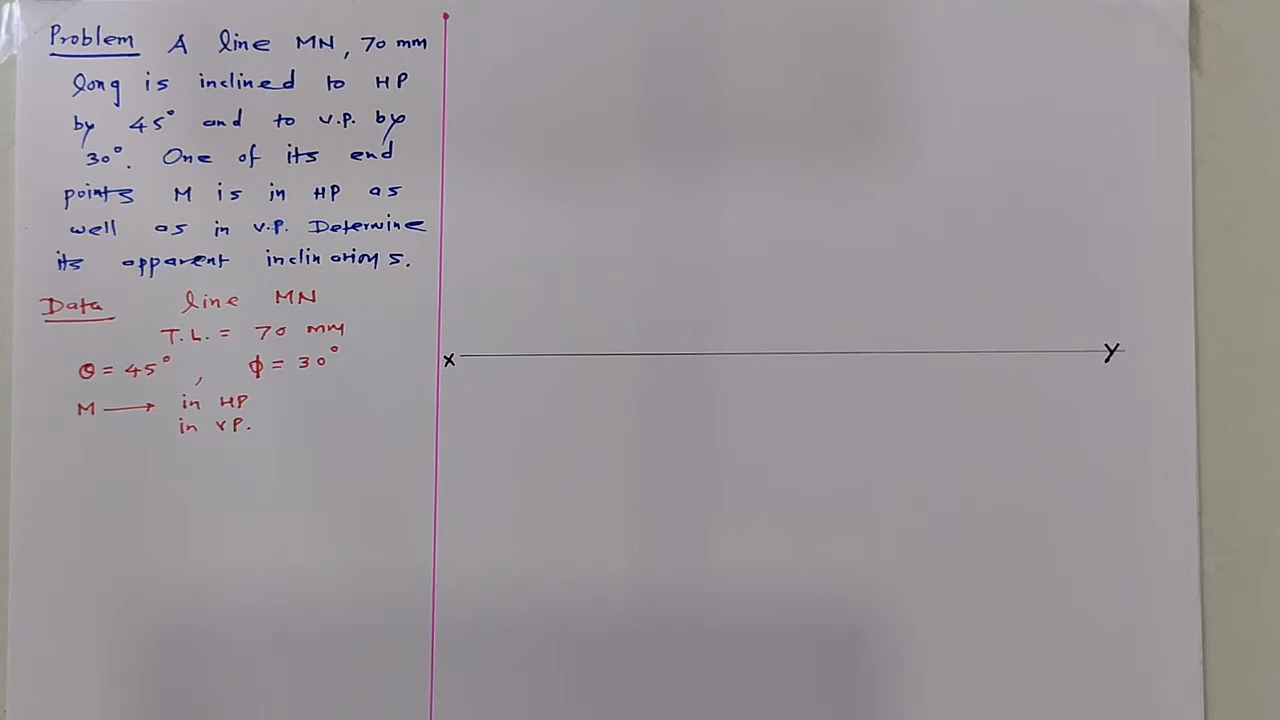 Problem A line MN, 70 mm
long is inclined to HP
by 45° and to v.p. by
30°. One of its end
points M is in HP as
well as in v.p. Determine
its apparent inclinations.
Data line MN
T.L. = 70 mm
θ = 45°, ϕ = 30°
M → in HP
in VP.
X Y